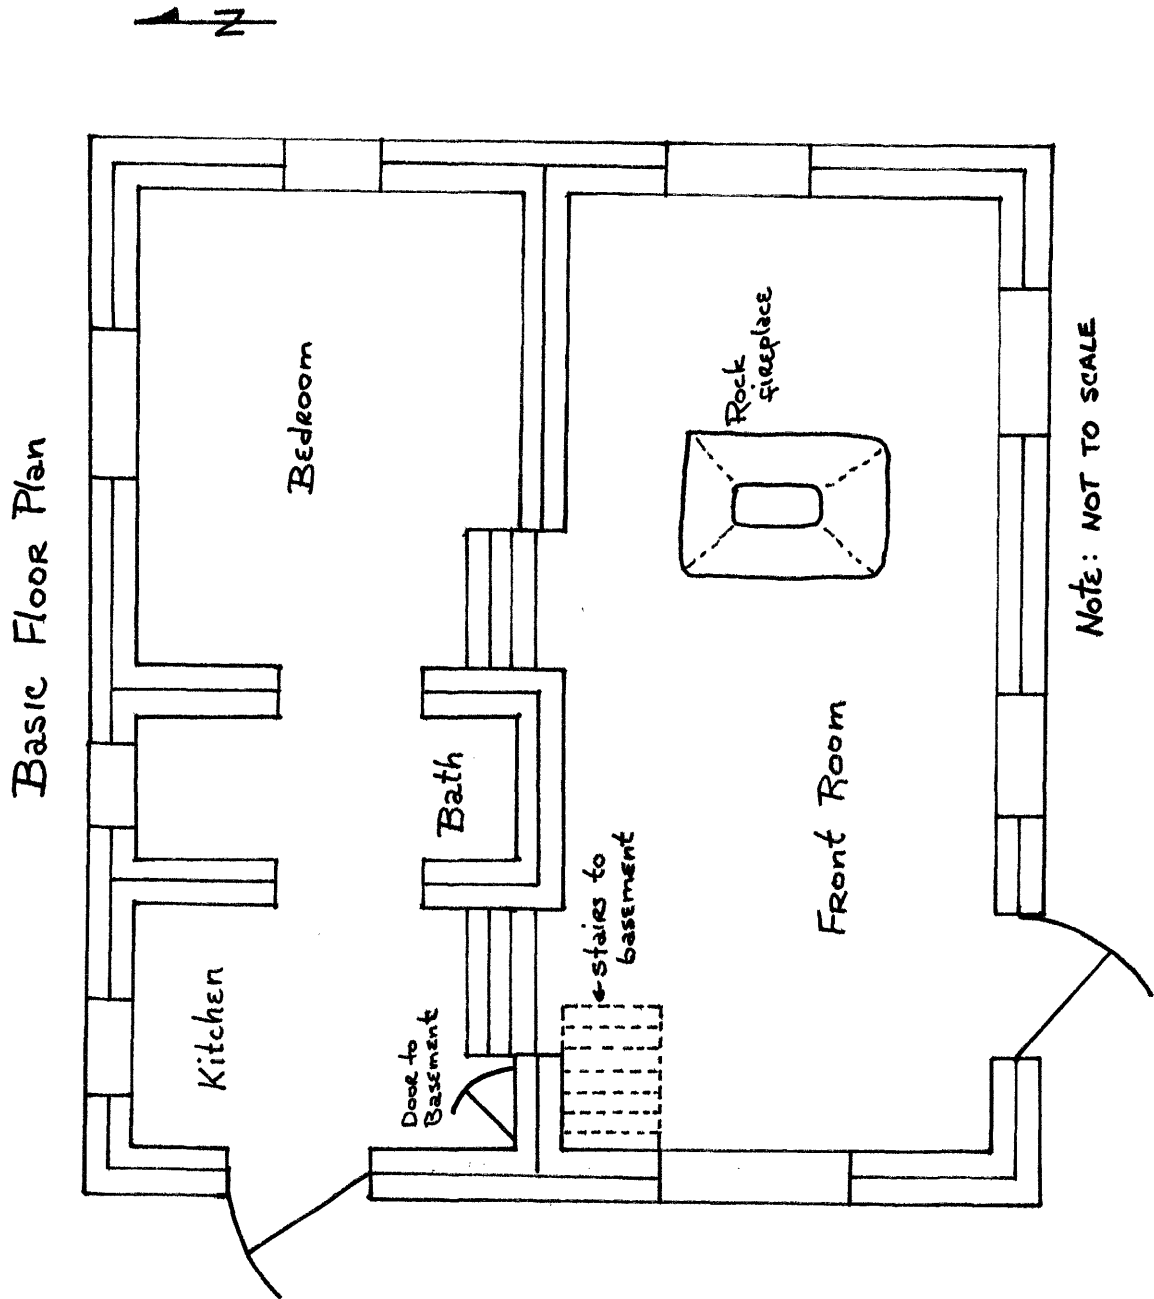 Basic Floor Plan
N
Kitchen
Bedroom
Bath
Door to
Basement
←stairs to
basement
Rock
fireplace
Front Room
Note: NOT TO SCALE